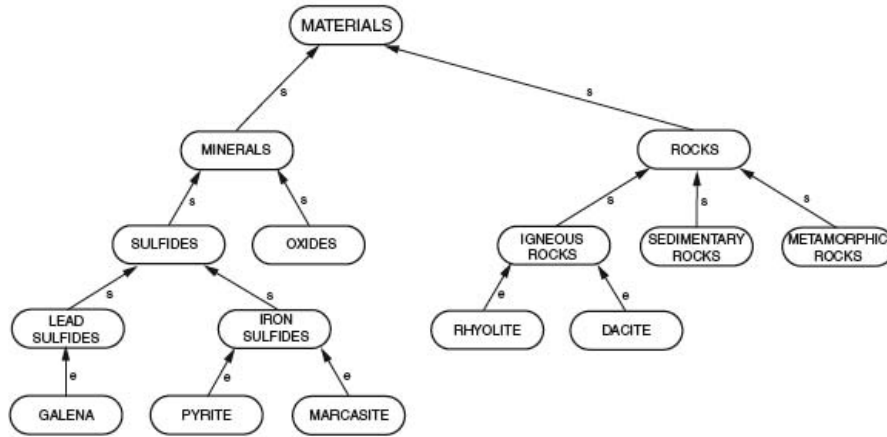 MATERIALS
s
s
MINERALS
ROCKS
s
s
s
s
s
SULFIDES
OXIDES
IGNEOUS
ROCKS
SEDIMENTARY
ROCKS
METAMORPHIC
ROCKS
s
s
e
e
LEAD
SULFIDES
IRON
SULFIDES
RHYOLITE
DACITE
e
e
e
GALENA
PYRITE
MARCASITE